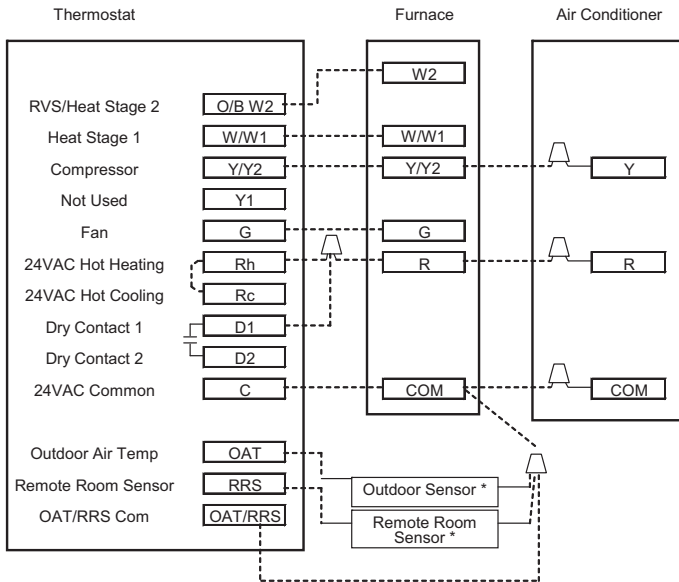 Thermostat Furnace Air Conditioner
W2
RVS/Heat Stage 2 O/B W2
Heat Stage 1 W/W1 W/W1
Compressor Y/Y2 Y/Y2 Y
Not Used Y1
Fan G G
24VAC Hot Heating Rh R R
24VAC Hot Cooling Rc
Dry Contact 1 D1
Dry Contact 2 D2
24VAC Common C COM COM
Outdoor Air Temp OAT
Remote Room Sensor RRS
OAT/RRS Com OAT/RRS
Outdoor Sensor *
Remote Room
Sensor *